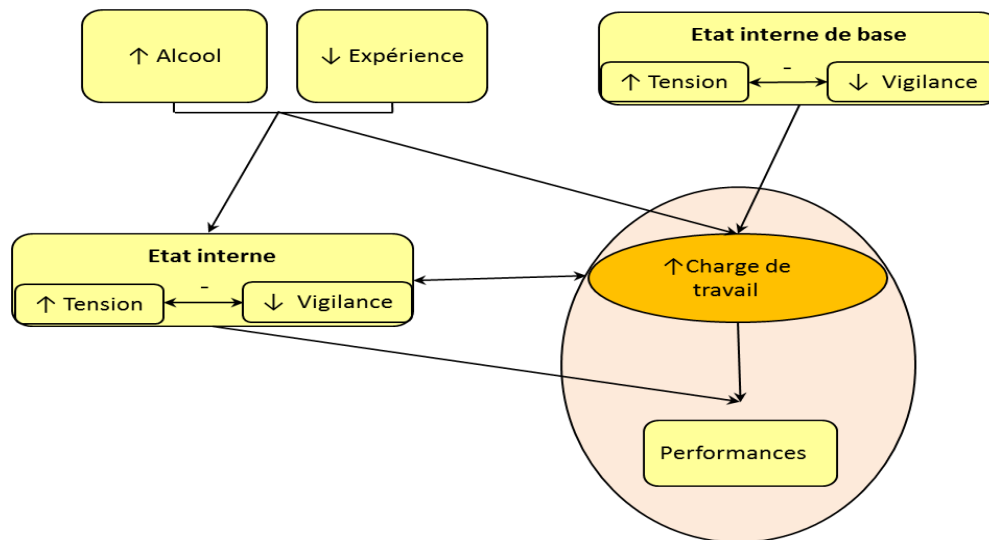 ↑ Alcool
↓ Expérience
Etat interne de base
↑ Tension
-
↓ Vigilance
Etat interne
↑ Tension
-
↓ Vigilance
↑Charge de
travail
Performances